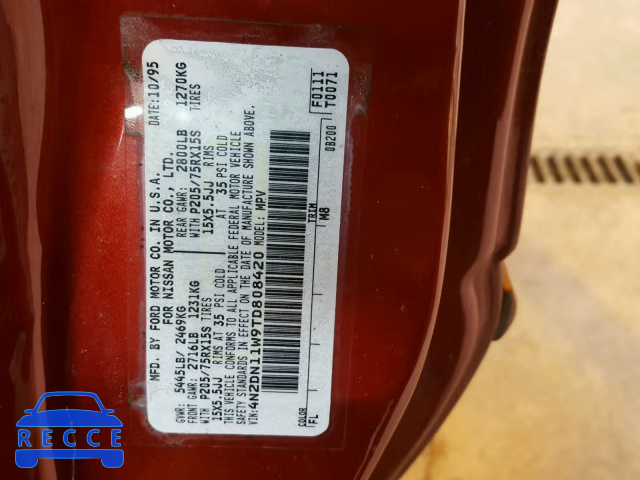 MFD. BY FORD MOTOR CO. IN U.S.A.
FOR NISSAN MOTOR CO., LTD.
DATE: 10/95
GVWR: 5445LB/ 2469KG
FRONT GAWR: 2716LB 1231KG
WITH P205/75RX15S TIRES
15X5.5JJ RIMS AT 35 PSI COLD
REAR GAWR: 2800LB 1270KG
WITH P205/75RX15S TIRES
15X5.5JJ RIMS
AT 35 PSI COLD
THIS VEHICLE CONFORMS TO ALL APPLICABLE FEDERAL MOTOR VEHICLE
SAFETY STANDARDS IN EFFECT ON THE DATE OF MANUFACTURE SHOWN ABOVE.
VIN: 4N2DN11W9TD808420 MODEL: MPV
F0111
T0071
COLOR TRIM 0B200
FL M8
RECCE